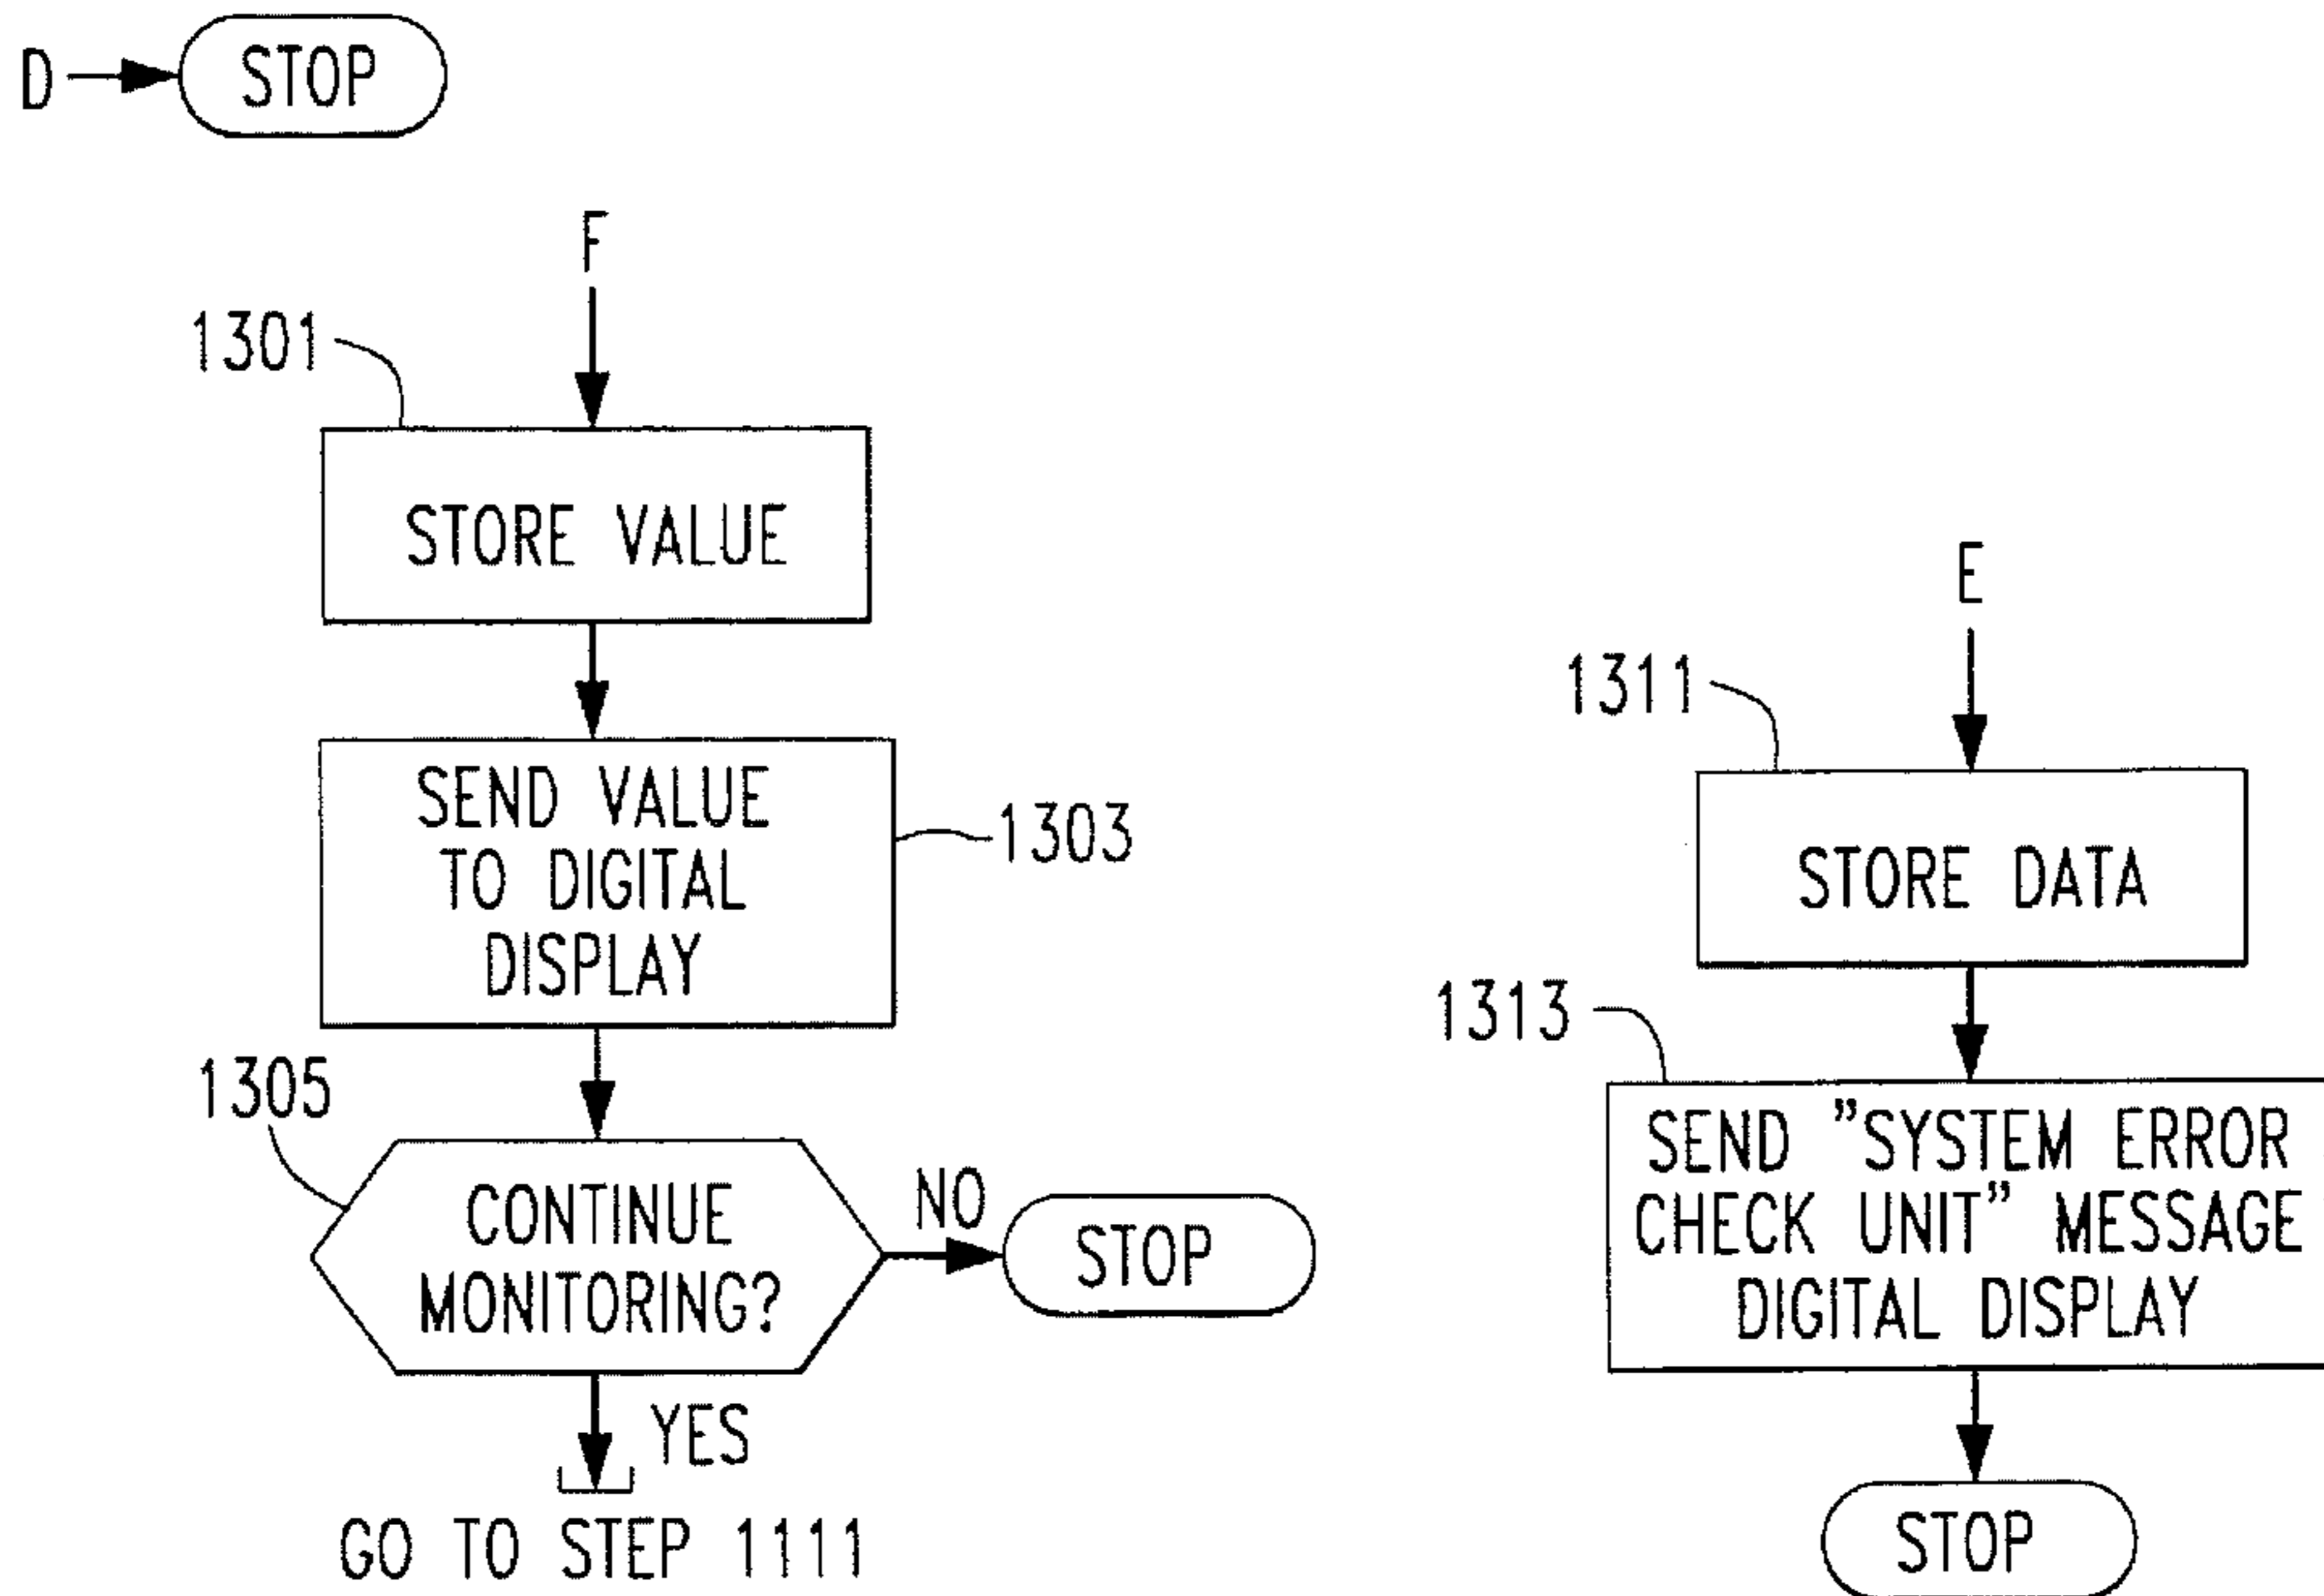 D
STOP
F
1301
STORE VALUE
SEND VALUE
TO DIGITAL
DISPLAY
1303
1305
CONTINUE
MONITORING?
NO
STOP
YES
GO TO STEP 1111
E
1311
STORE DATA
1313
SEND ”SYSTEM ERROR
CHECK UNIT” MESSAGE
DIGITAL DISPLAY
STOP